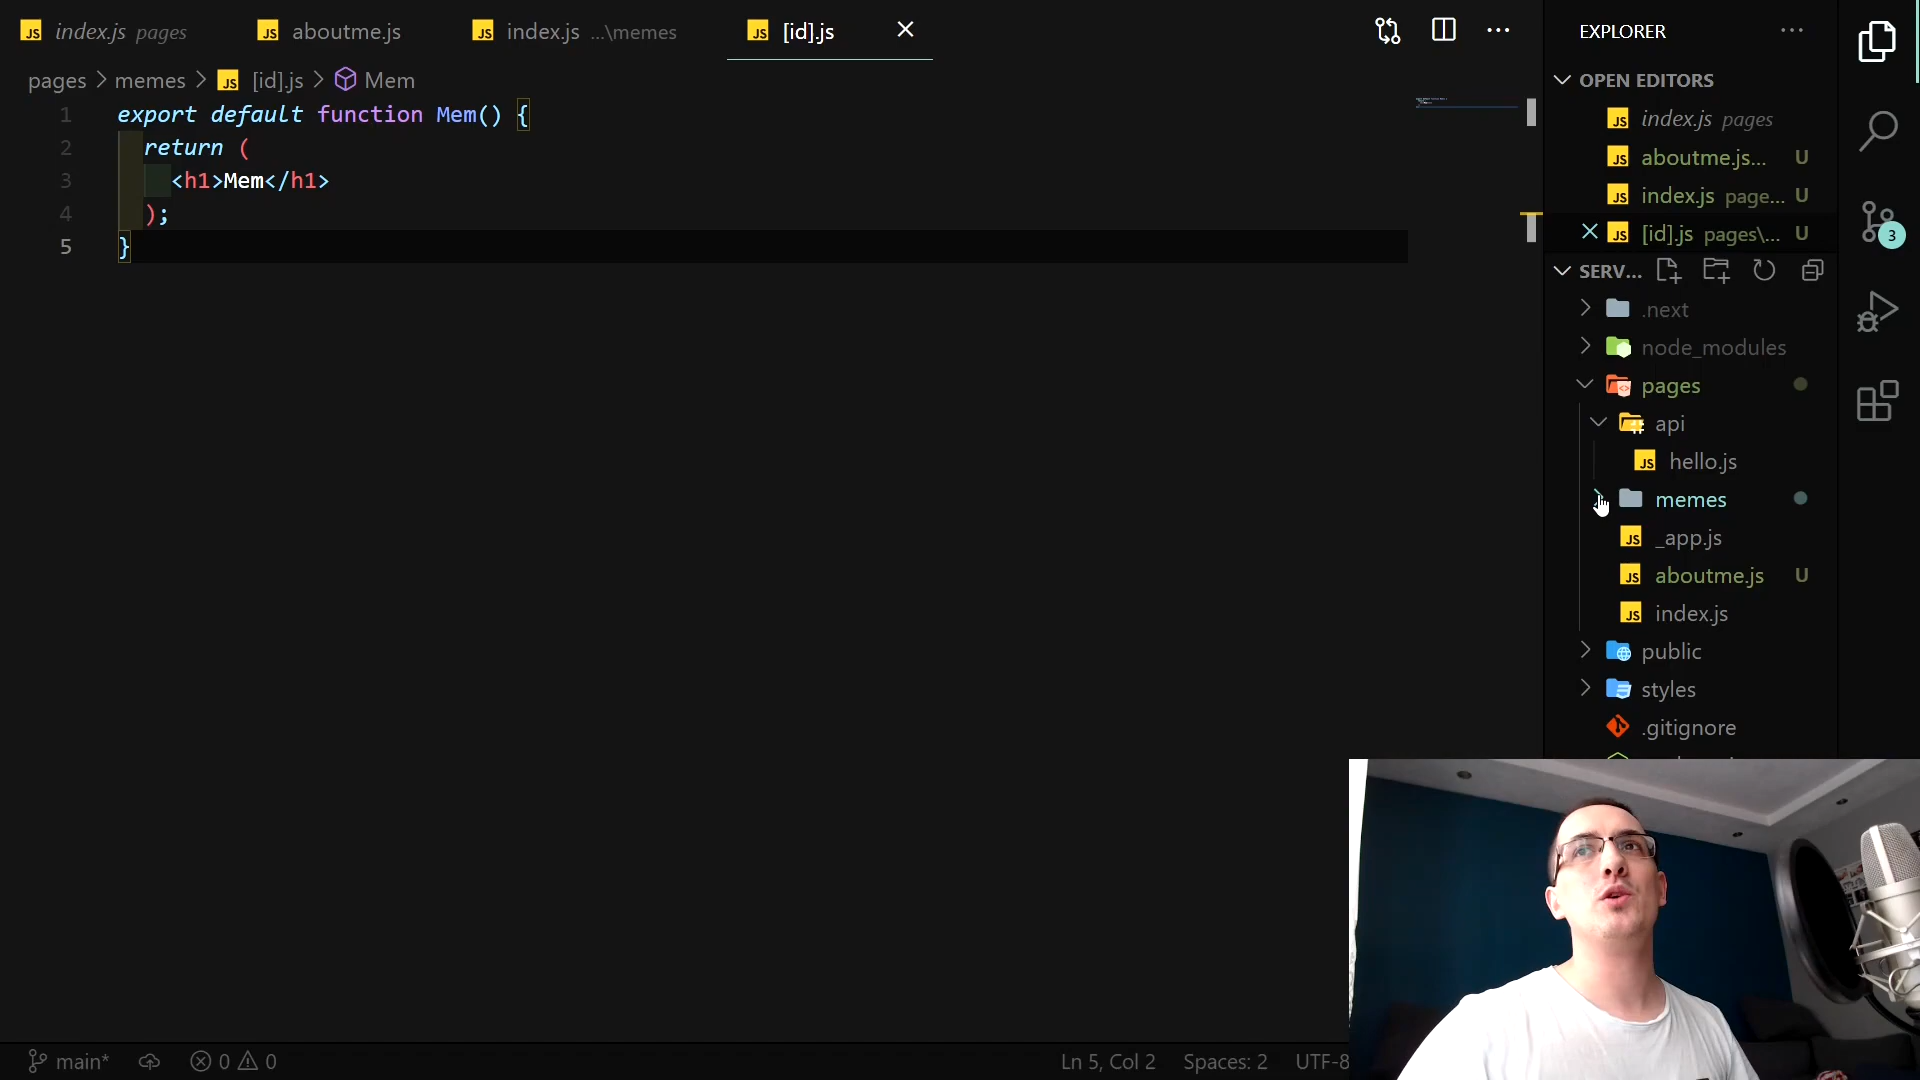 index.js pages
aboutme.js
index.js ...\memes
[id].js
pages > memes > [id].js > Mem
1 export default function Mem() {
2 return (
3 <h1>Mem</h1>
4 );
5 }
EXPLORER
OPEN EDITORS
index.js pages
aboutme.js... U
index.js page... U
[id].js pages\... U
SERV...
.next
node_modules
pages
api
hello.js
memes
_app.js
aboutme.js U
index.js
public
styles
.gitignore
3
main*
0 0
Ln 5, Col 2
Spaces: 2
UTF-8